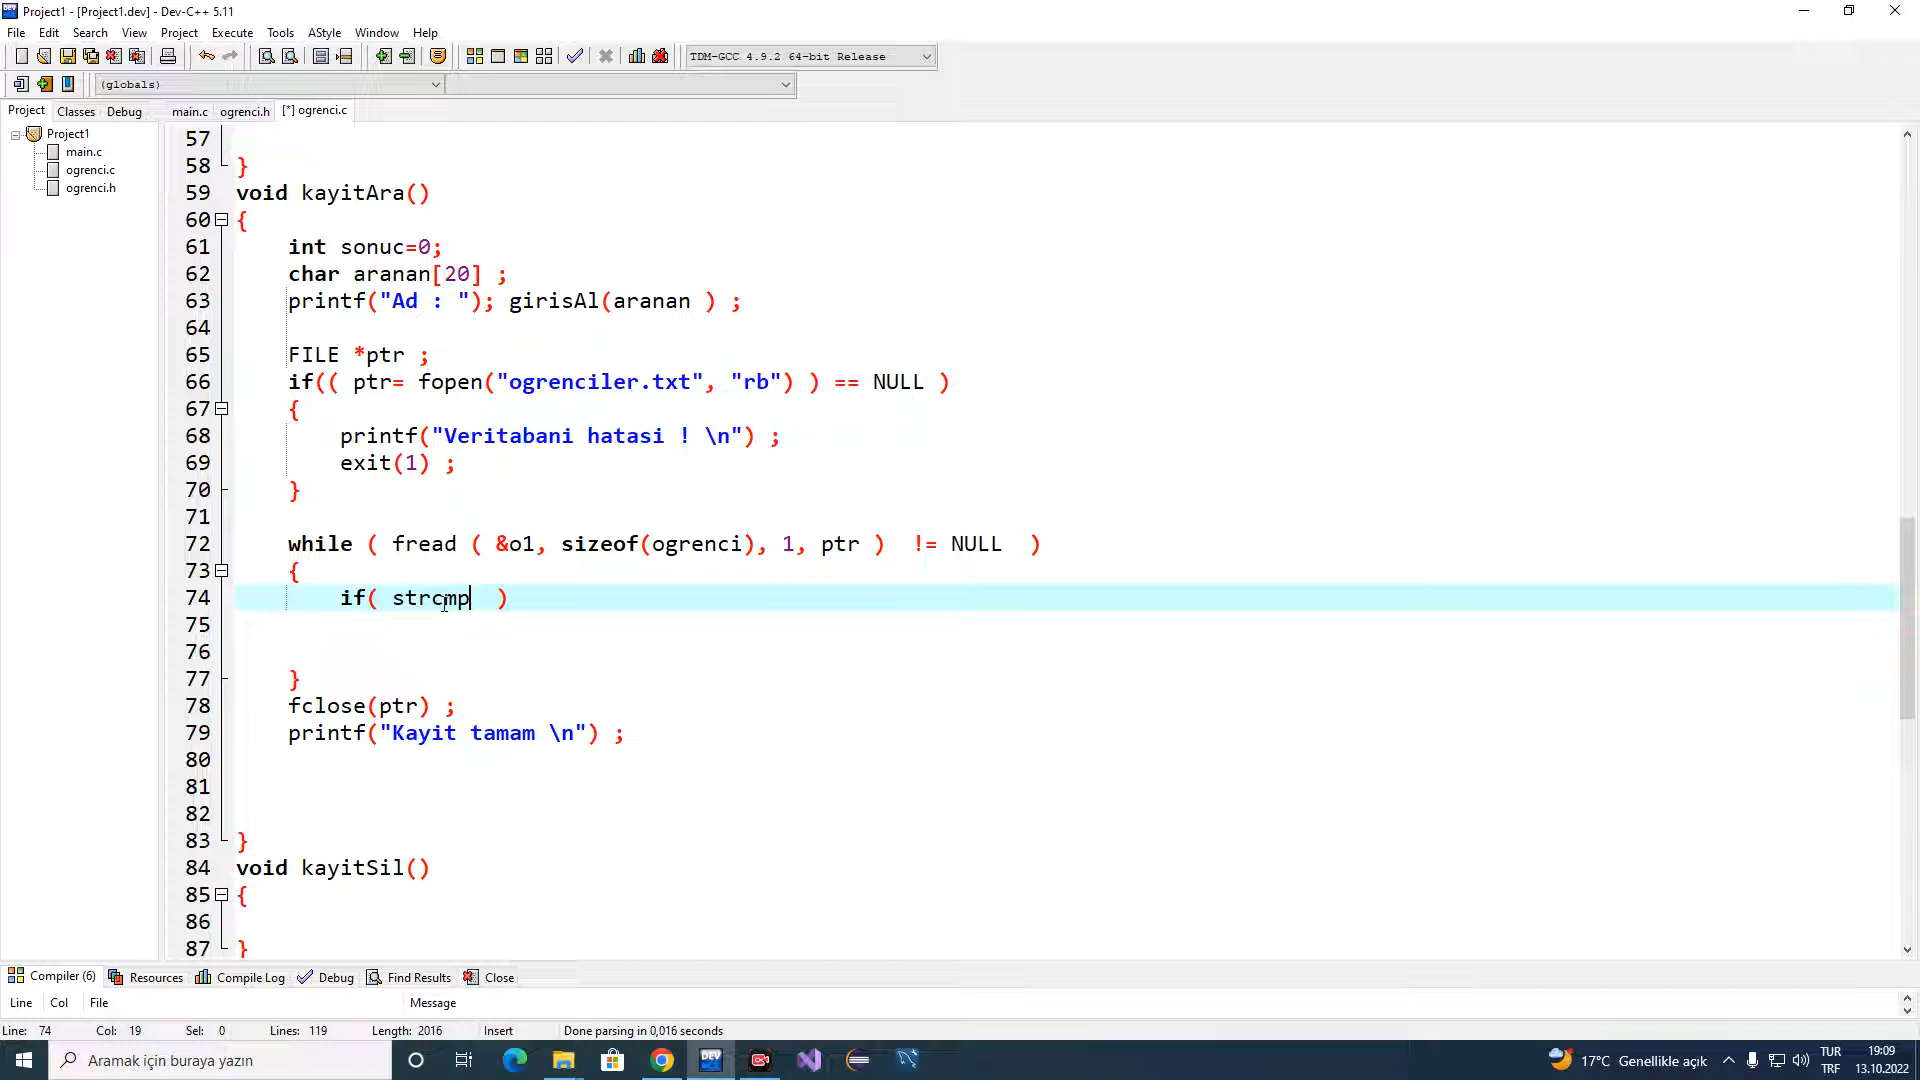 Project1 - [Project1.dev] - Dev-C++ 5.11
File Edit Search View Project Execute Tools AStyle Window Help
TDM-GCC 4.9.2 64-bit Release
(globals)
Project Classes Debug main.c ogrenci.h [*] ogrenci.c
Project1
main.c
ogrenci.c
ogrenci.h
57
58 }
59 void kayitAra()
60 {
61 int sonuc=0;
62 char aranan[20] ;
63 printf("Ad : "); girisAl(aranan ) ;
64
65 FILE *ptr ;
66 if(( ptr= fopen("ogrenciler.txt", "rb") ) == NULL )
67 {
68 printf("Veritabani hatasi ! \n") ;
69 exit(1) ;
70 }
71
72 while ( fread ( &o1, sizeof(ogrenci), 1, ptr ) != NULL )
73 {
74 if( strcmp )
75
76
77 }
78 fclose(ptr) ;
79 printf("Kayit tamam \n") ;
80
81
82
83 }
84 void kayitSil()
85 {
86
87 }
Compiler (6) Resources Compile Log Debug Find Results Close
Line Col File Message
Line: 74 Col: 19 Sel: 0 Lines: 119 Length: 2016 Insert Done parsing in 0,016 seconds
Aramak için buraya yazın
DEV
17°C Genellikle açık
TUR
TRF
19:09
13.10.2022